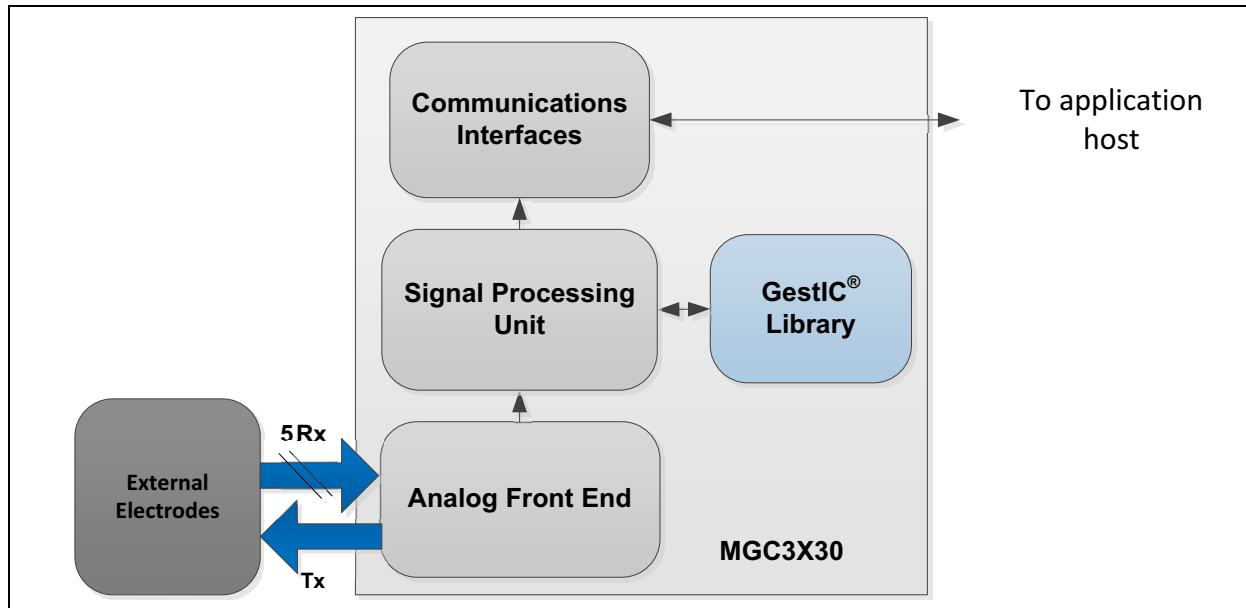 Communications
Interfaces
To application
host
Signal Processing
Unit
GestIC®
Library
5 Rx
External
Electrodes
Analog Front End
Tx
MGC3X30